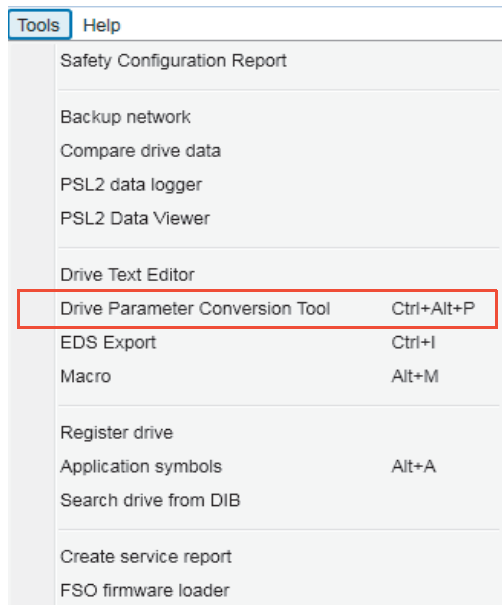 Tools Help
Safety Configuration Report
Backup network
Compare drive data
PSL2 data logger
PSL2 Data Viewer
Drive Text Editor
Drive Parameter Conversion Tool Ctrl+Alt+P
EDS Export Ctrl+I
Macro Alt+M
Register drive
Application symbols Alt+A
Search drive from DIB
Create service report
FSO firmware loader